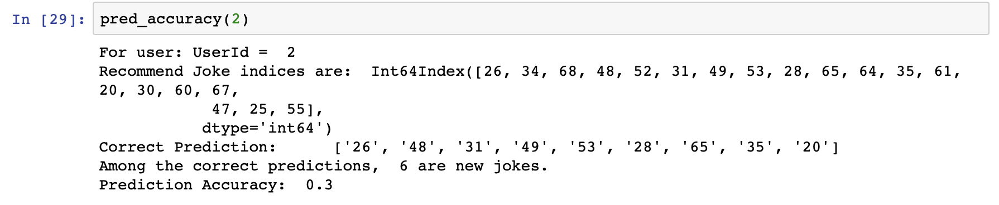 In [29]: pred_accuracy(2)
For user: UserId =  2
Recommend Joke indices are:  Int64Index([26, 34, 68, 48, 52, 31, 49, 53, 28, 65, 64, 35, 61,
20, 30, 60, 67,
            47, 25, 55],
           dtype='int64')
Correct Prediction:      ['26', '48', '31', '49', '53', '28', '65', '35', '20']
Among the correct predictions,  6 are new jokes.
Prediction Accuracy:  0.3